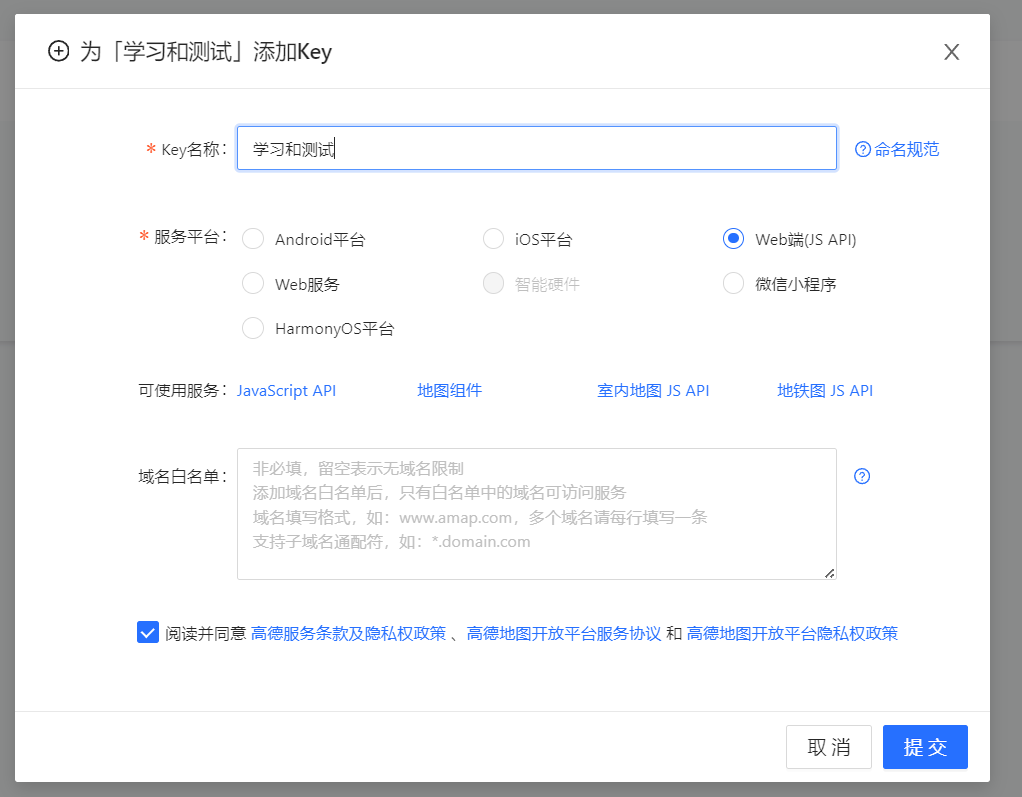 为「学习和测试」添加Key
* Key名称: 学习和测试 命名规范
* 服务平台: Android平台 iOS平台 Web端(JS API)
Web服务 智能硬件 微信小程序
HarmonyOS平台
可使用服务: JavaScript API 地图组件 室内地图 JS API 地铁图 JS API
域名白名单: 非必填，留空表示无域名限制
添加域名白名单后，只有白名单中的域名可访问服务
域名填写格式，如：www.amap.com，多个域名请每行填写一条
支持子域名通配符，如：*.domain.com
阅读并同意 高德服务条款及隐私权政策 、高德地图开放平台服务协议 和 高德地图开放平台隐私权政策
取消 提交